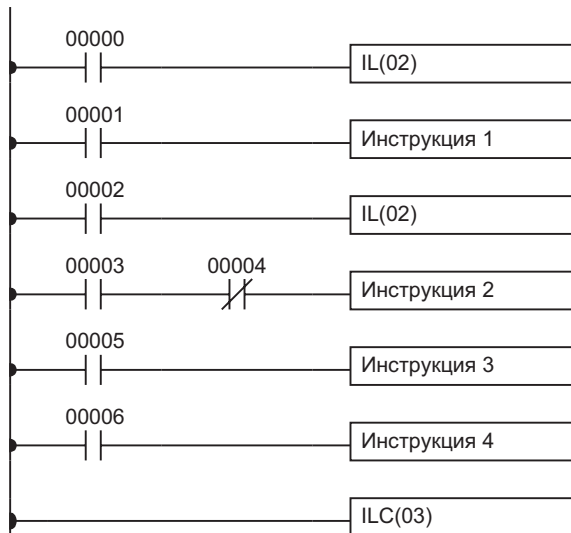 00000
IL(02)
00001
Инструкция 1
00002
IL(02)
00003 00004
Инструкция 2
00005
Инструкция 3
00006
Инструкция 4
ILC(03)